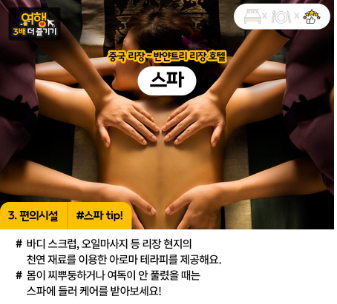 여행
3배 더 즐기기
중국 리장 - 반얀트리 리장 호텔
스파
3. 편의시설 #스파 tip!
# 바디 스크럽, 오일마사지 등 리장 현지의
천연 재료를 이용한 아로마 테라피를 제공해요.
# 몸이 찌뿌둥하거나 여독이 안 풀렸을 때는
스파에 들러 케어를 받아보세요!